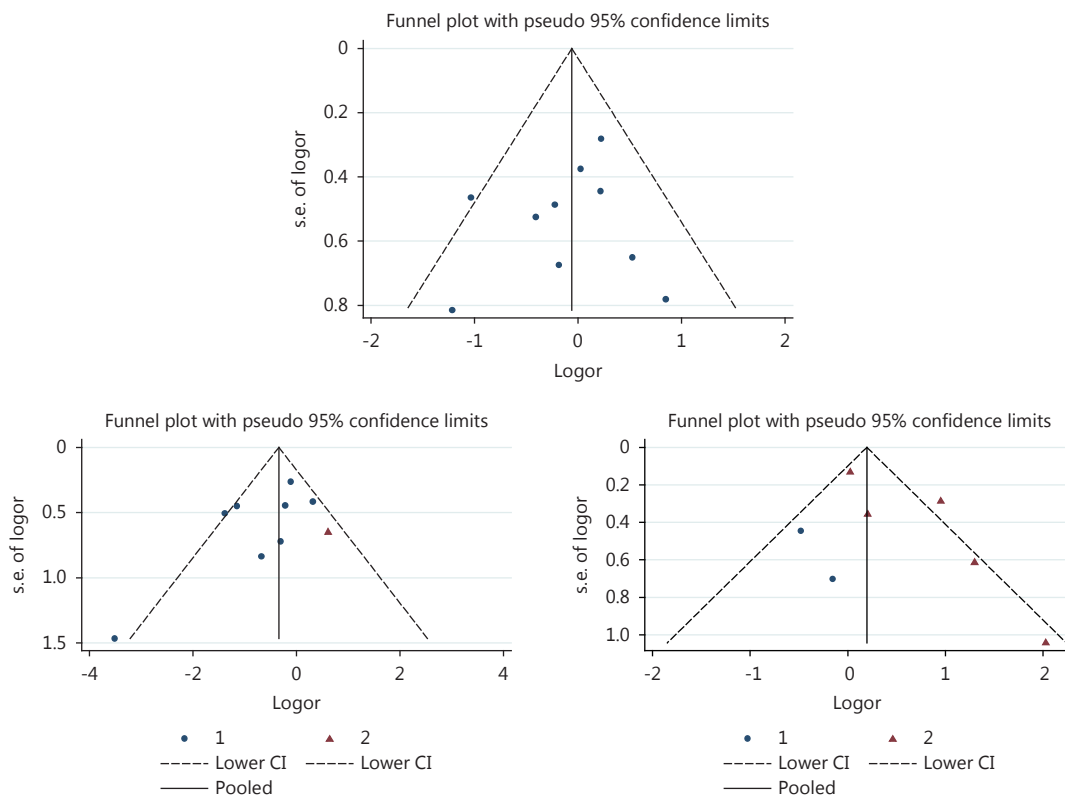 Funnel plot with pseudo 95% confidence limits
0
0.2
0.4
0.6
0.8
s.e. of logor
-2 -1 0 1 2
Logor
Funnel plot with pseudo 95% confidence limits
0
0.5
1.0
1.5
s.e. of logor
-4 -2 0 2 4
Logor
1 2
Lower CI Lower CI
Pooled
Funnel plot with pseudo 95% confidence limits
0
0.2
0.4
0.6
0.8
1.0
s.e. of logor
-2 -1 0 1 2
Logor
1 2
Lower CI Lower CI
Pooled